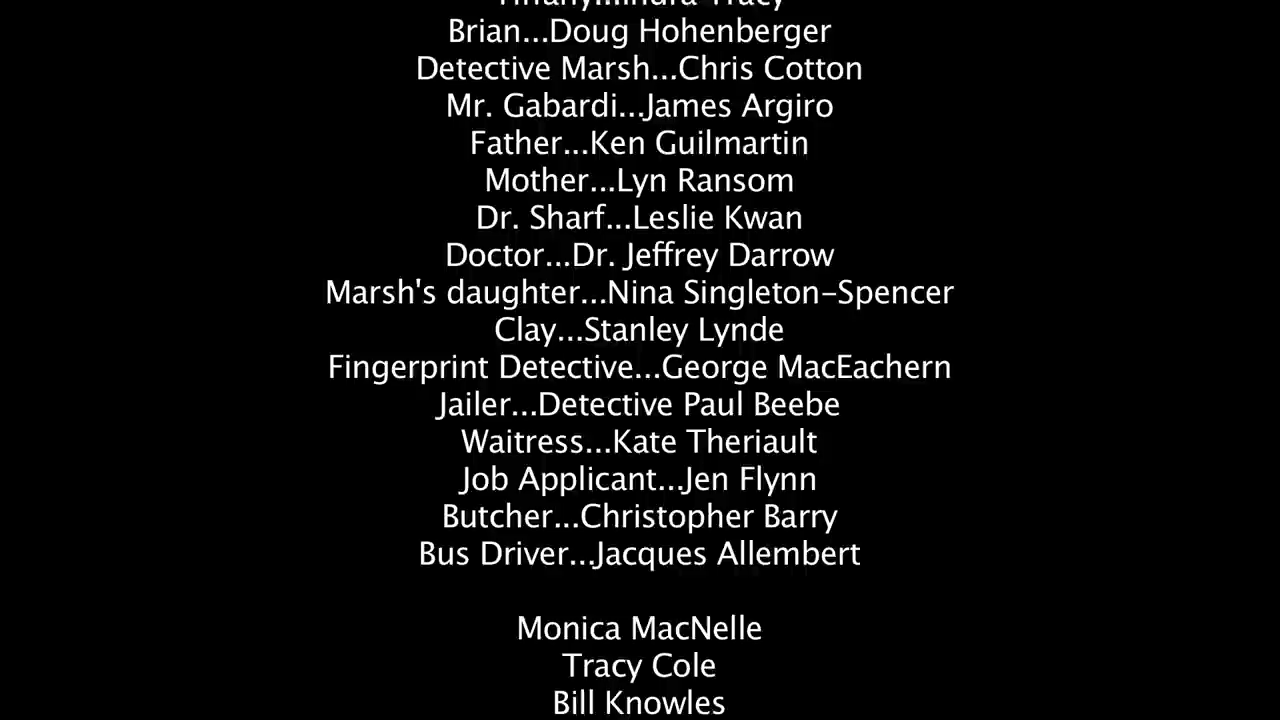 Brian...Doug Hohenberger
Detective Marsh...Chris Cotton
Mr. Gabardi...James Argiro
Father...Ken Guilmartin
Mother...Lyn Ransom
Dr. Sharf...Leslie Kwan
Doctor...Dr. Jeffrey Darrow
Marsh's daughter...Nina Singleton-Spencer
Clay...Stanley Lynde
Fingerprint Detective...George MacEachern
Jailer...Detective Paul Beebe
Waitress...Kate Theriault
Job Applicant...Jen Flynn
Butcher...Christopher Barry
Bus Driver...Jacques Allembert
Monica MacNelle
Tracy Cole
Bill Knowles